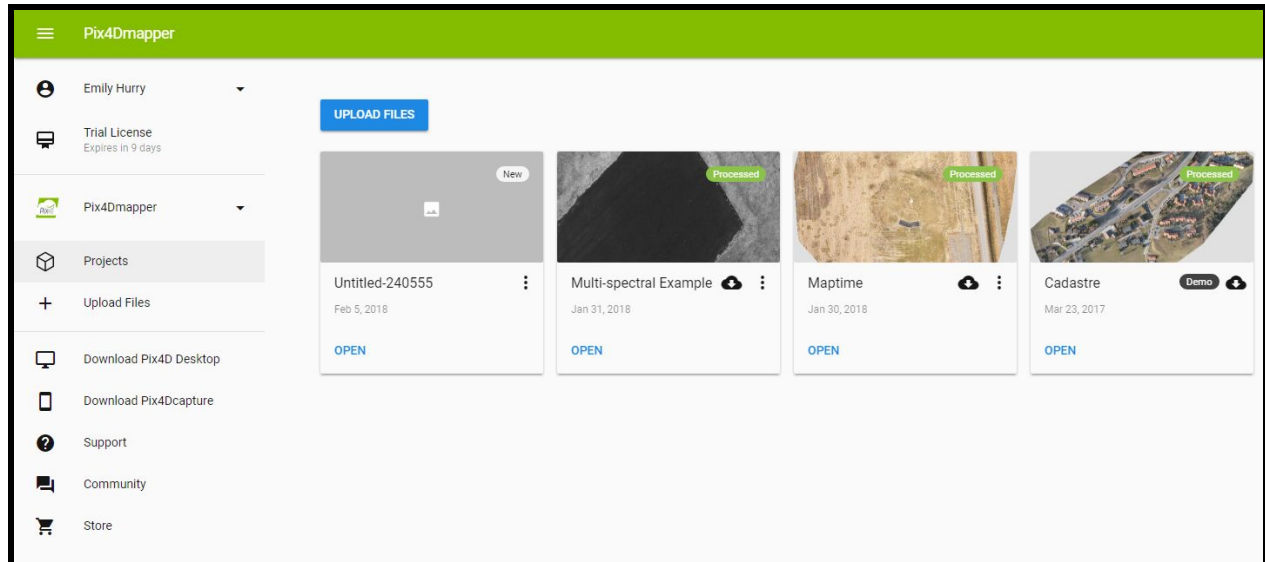 Pix4Dmapper
Emily Hurry
Trial License
Expires in 9 days
Pix4Dmapper
Projects
Upload Files
Download Pix4D Desktop
Download Pix4Dcapture
Support
Community
Store
UPLOAD FILES
New
Untitled-240555
Feb 5, 2018
OPEN
Processed
Multi-spectral Example
Jan 31, 2018
OPEN
Processed
Maptime
Jan 30, 2018
OPEN
Processed
Cadastre
Demo
Mar 23, 2017
OPEN